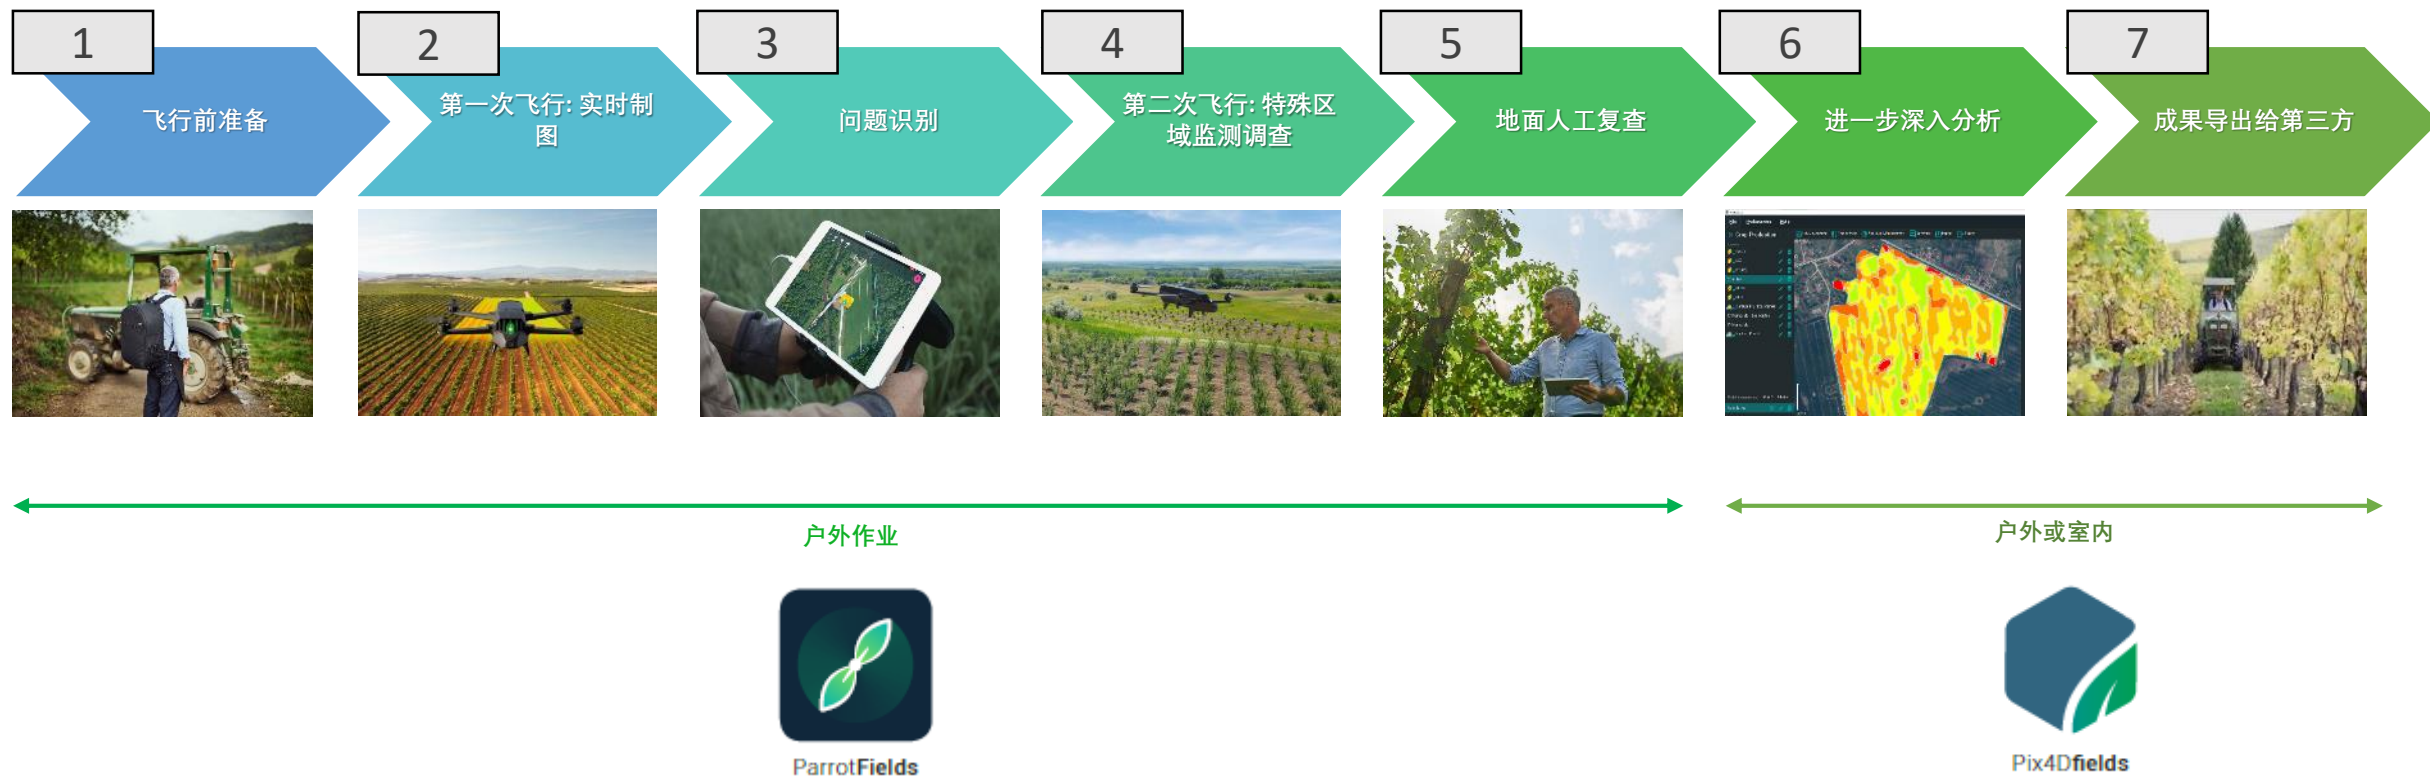 1
2
3
4
5
6
7
飞行前准备
第一次飞行: 实时制
图
问题识别
第二次飞行: 特殊区
域监测调查
地面人工复查
进一步深入分析
成果导出给第三方
Crop Production
户外作业
户外或室内
ParrotFields
Pix4Dfields